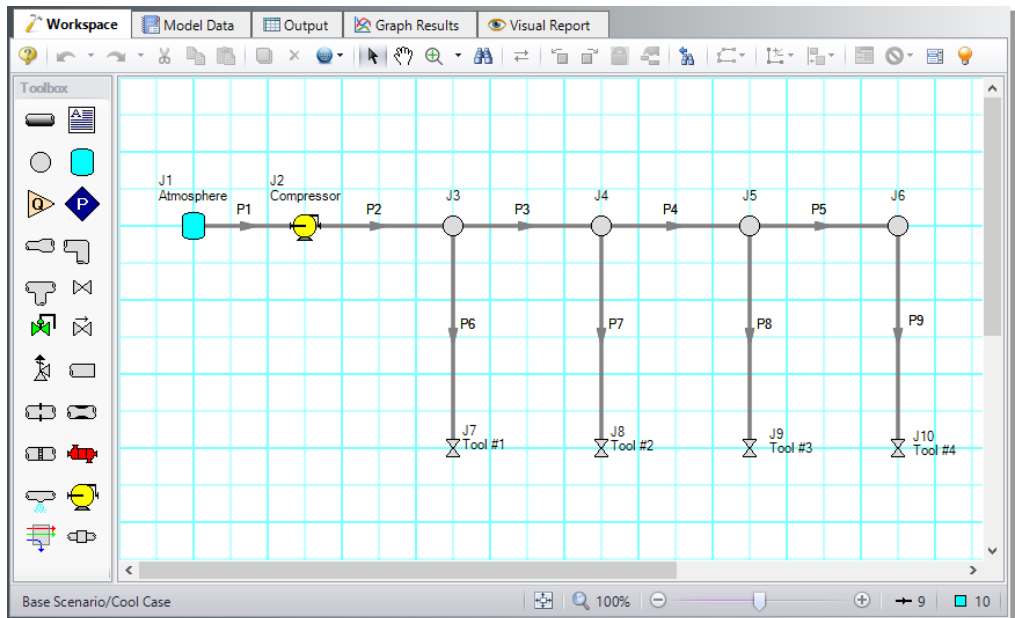 Workspace Model Data Output Graph Results Visual Report
Toolbox
A
Q P
J1
Atmosphere
J2
Compressor
J3 J4 J5 J6
P1 P2 P3 P4 P5
P6 P7 P8 P9
J7
Tool #1
J8
Tool #2
J9
Tool #3
J10
Tool #4
Base Scenario/Cool Case 100% 9 10